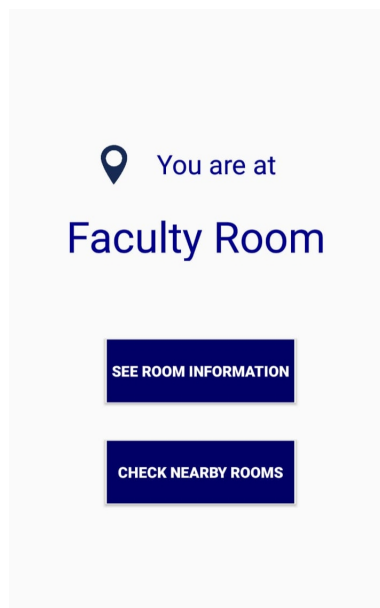 You are at
Faculty Room
SEE ROOM INFORMATION
CHECK NEARBY ROOMS